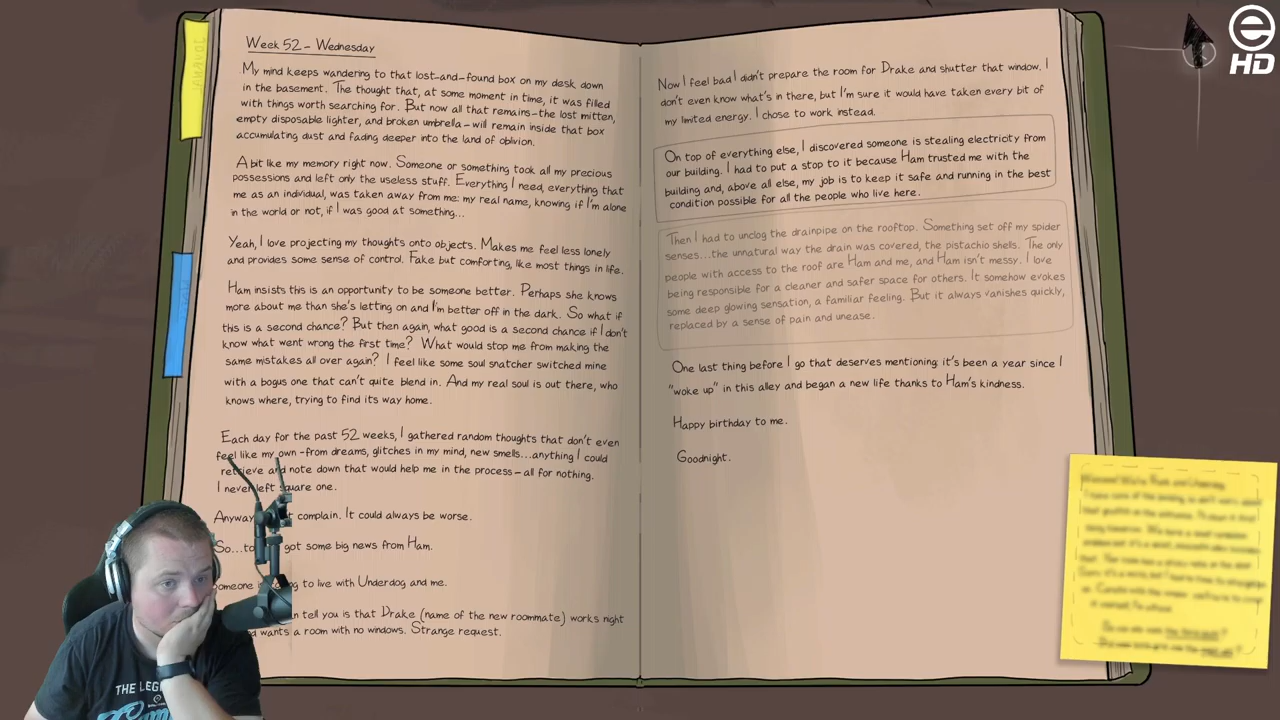 Week 52 - Wednesday
My mind keeps wandering to that lost-and-found box on my desk, down
in the basement. The thought that, at some moment in time, it was filled
with things worth searching for. But now all that remains-the lost mitten,
empty disposable lighter, and broken umbrella-will remain inside that box
accumulating dust and fading deeper into the land of oblivion.
A bit like my memory right now. Someone or something took all my precious
possessions and left only the useless stuff. Everything I need, everything that
me as an individual, was taken away from me: my real name, knowing if I'm alone
in the world or not, if I was good at something...
Yeah, I love projecting my thoughts onto objects. Makes me feel less lonely
and provides some sense of control. Fake but comforting, like most things in life.
Ham insists this is an opportunity to be someone better. Perhaps she knows
more about me than she's letting on and I'm better off in the dark. So what if
this is a second chance? But then again, what good is a second chance if I don't
know what went wrong the first time? What would stop me from making the
same mistakes all over again? I feel like some soul snatcher switched mine
with a bogus one that can't quite blend in. And my real soul is out there, who
knows where, trying to find its way home.
Each day for the past 52 weeks, I gathered random thoughts that don't even
feel like my own -from dreams, glitches in my mind, new smells...anything I could
retrieve and note down that would help me in the process - all for nothing.
I never left square one.
Anyway complain. It could always be worse.
So... got some big news from Ham.
to live with Underdog and me.
tell you is that Drake (name of the new roommate) works night
wants a room with no windows. Strange request.
Now I feel bad I didn't prepare the room for Drake and shutter that window. I
don't even know what's in there, but I'm sure it would have taken every bit of
my limited energy. I chose to work instead.
On top of everything else, I discovered someone is stealing electricity from
our building. I had to put a stop to it because Ham trusted me with the
building and, above all else, my job is to keep it safe and running in the best
condition possible for all the people who live here.
Then I had to unclog the drainpipe on the rooftop. Something set off my spider
senses...the unnatural way the drain was covered, the pistachio shells. The only
people with access to the roof are Ham and me, and Ham isn't messy. I love
being responsible for a cleaner and safer space for others. It somehow evokes
some deep glowing sensation, a familiar feeling. But it always vanishes quickly,
replaced by a sense of pain and unease.
One last thing before I go that deserves mentioning: it's been a year since I
"woke up" in this alley and began a new life thanks to Ham's kindness.
Happy birthday to me.
Goodnight.
HD
THE LEG